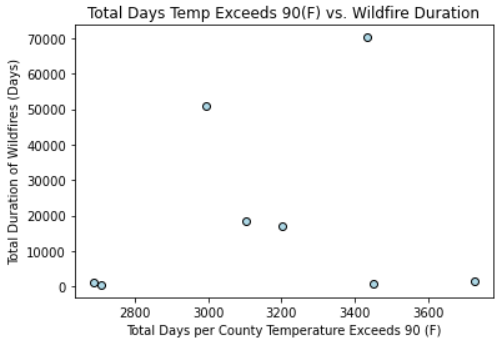 Total Days Temp Exceeds 90(F) vs. Wildfire Duration
Total Duration of Wildfires (Days)
70000
60000
50000
40000
30000
20000
10000
0
2800 3000 3200 3400 3600
Total Days per County Temperature Exceeds 90 (F)